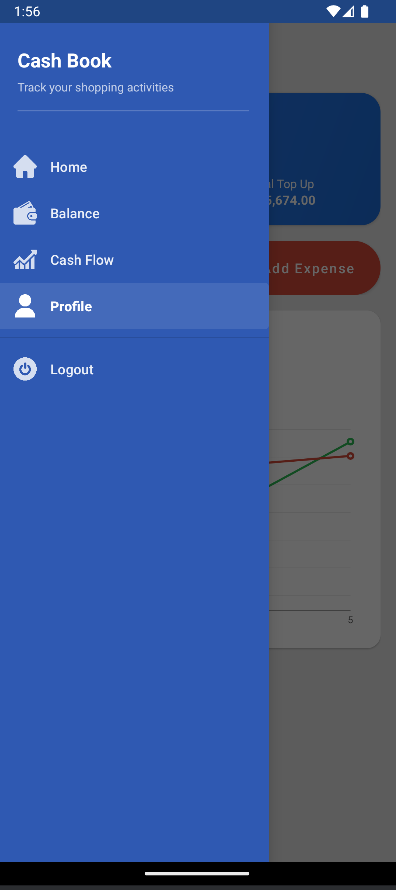 1:56
Cash Book
Track your shopping activities
Home
Balance
Cash Flow
Profile
Logout
Top Up
5,674.00
Add Expense
5